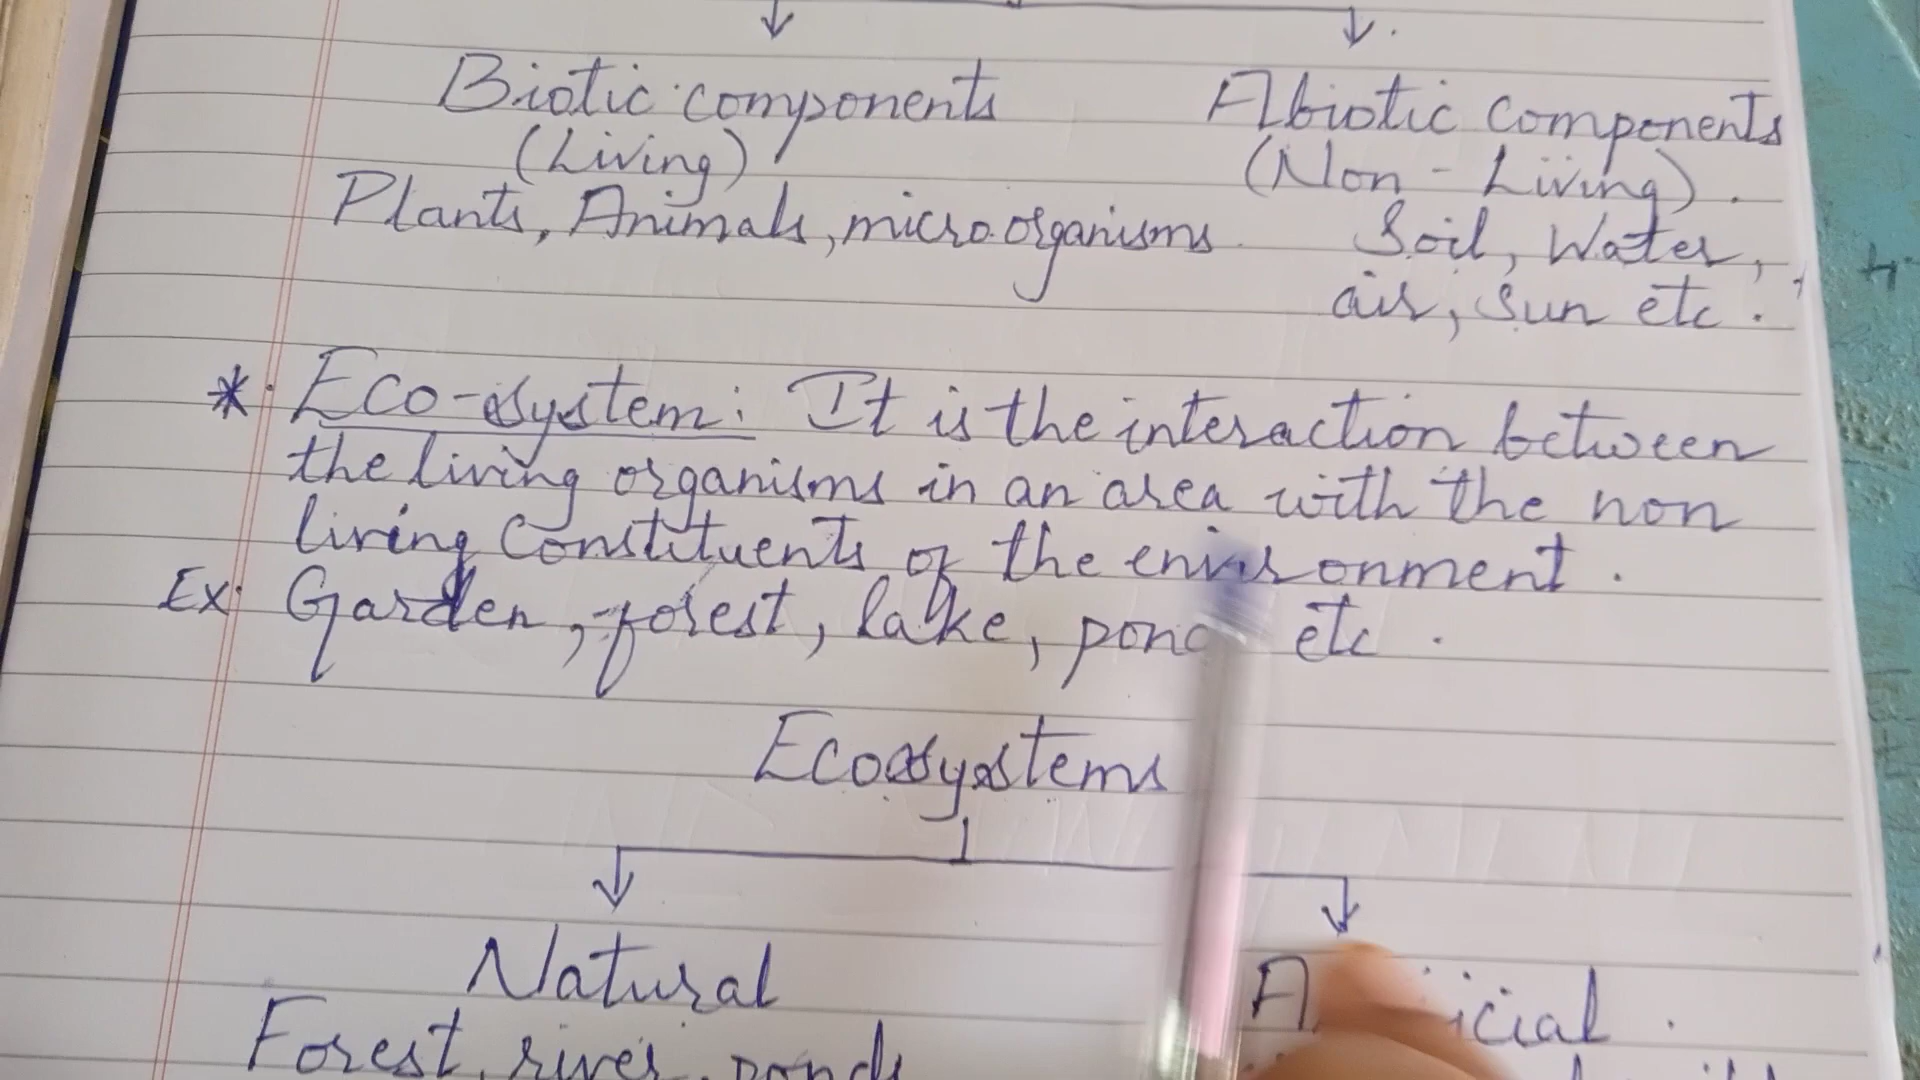 Biotic components
Abiotic Components
(Living)
(Non - Living).
Plants, Animals, micro.organisms
Soil, Water,
air, Sun etc.
* Eco-system: It is the interaction between
the living organisms in an area with the non
living Constituents of the environment.
Ex: Garden, forest, lake, etc.
Ecosystems
Natural
Forest, river, ponds